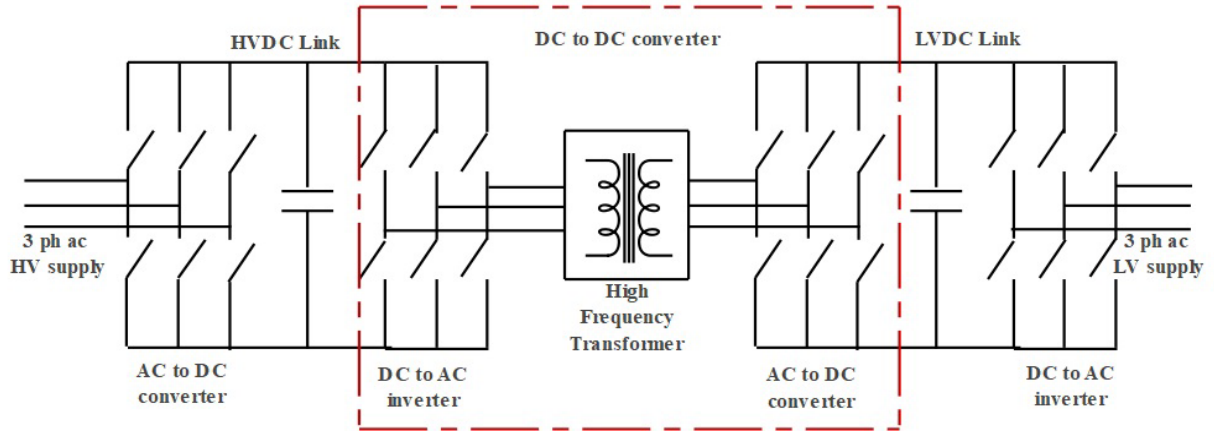 HVDC Link
DC to DC converter
LVDC Link
3 ph ac
HV supply
3 ph ac
LV supply
High
Frequency
Transformer
AC to DC
converter
DC to AC
inverter
AC to DC
converter
DC to AC
inverter